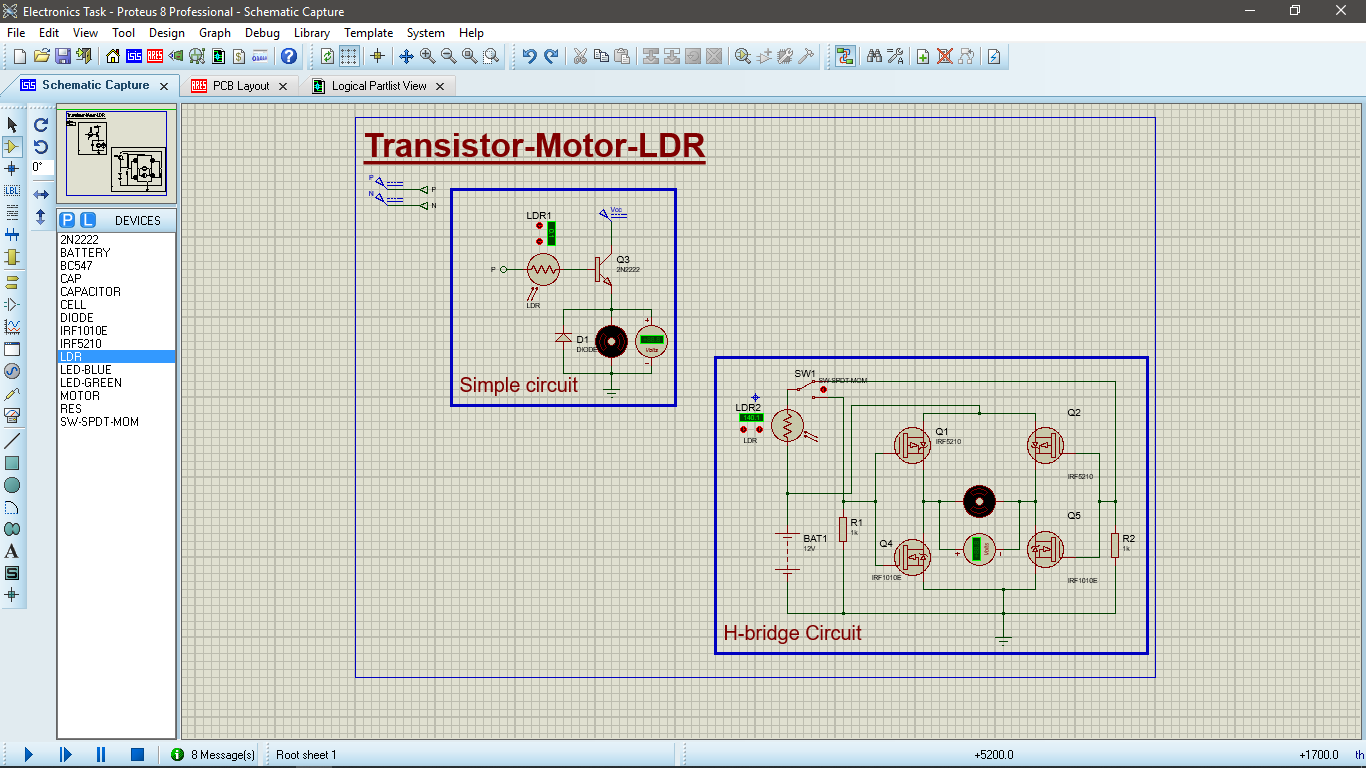 Electronics Task - Proteus 8 Professional - Schematic Capture
File Edit View Tool Design Graph Debug Library Template System Help
Schematic Capture PCB Layout Logical Partlist View
0°
LBL
P L DEVICES
2N2222
BATTERY
BC547
CAP
CAPACITOR
CELL
DIODE
IRF1010E
IRF5210
LDR
LED-BLUE
LED-GREEN
MOTOR
RES
SW-SPDT-MOM
A
S
Transistor-Motor-LDR
P P
N N
LDR1
Vcc
Q3
2N2222
P
LDR
D1
DIODE
+
Volts
Simple circuit
SW1
SW-SPDT-MOM
LDR2
LDR
Q1
IRF5210
Q2
IRF5210
R1
1k
BAT1
12V
Q4
IRF1010E
+
Volts
Q5
IRF1010E
R2
1k
H-bridge Circuit
8 Message(s) Root sheet 1 +5200.0 +1700.0 th